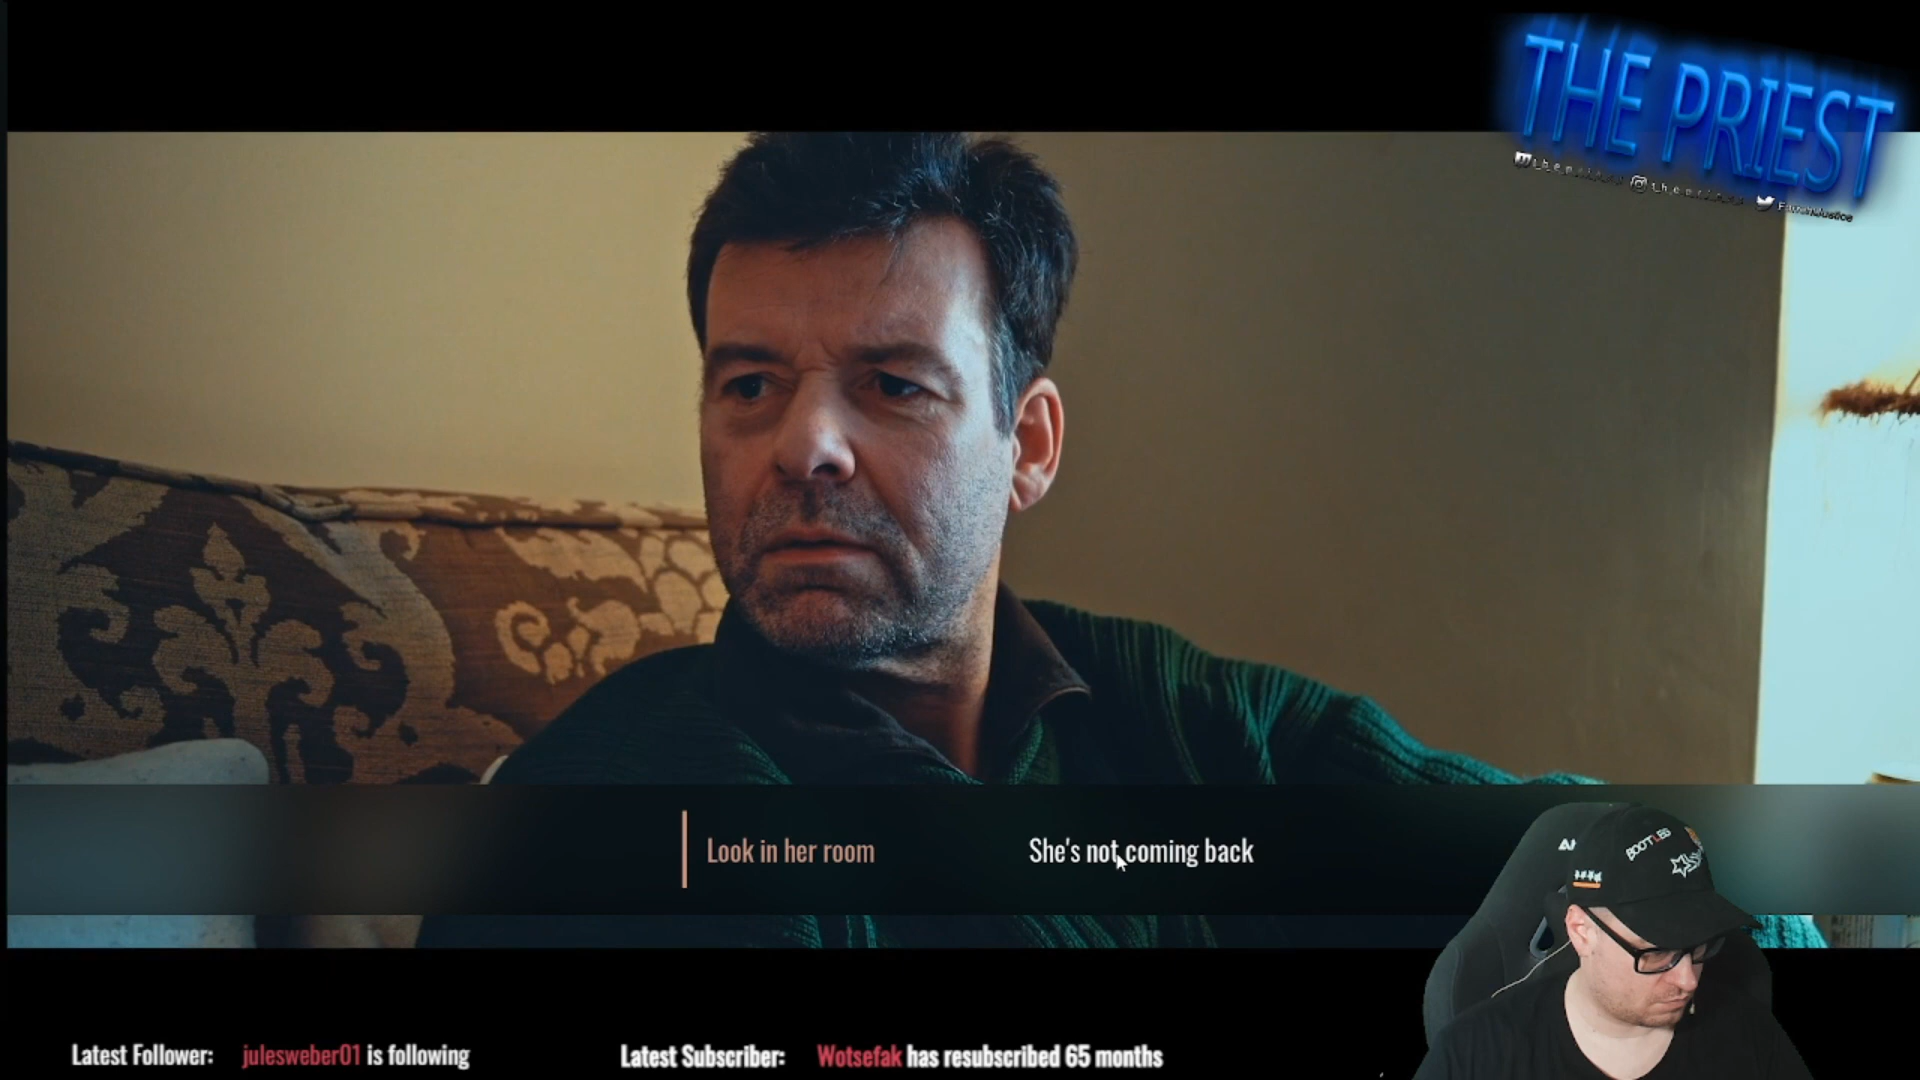 THE PRIEST
Look in her room
She's not coming back
BOOTLEG
Latest Follower: julesweber01 is following
Latest Subscriber: Wotsefak has resubscribed 65 months